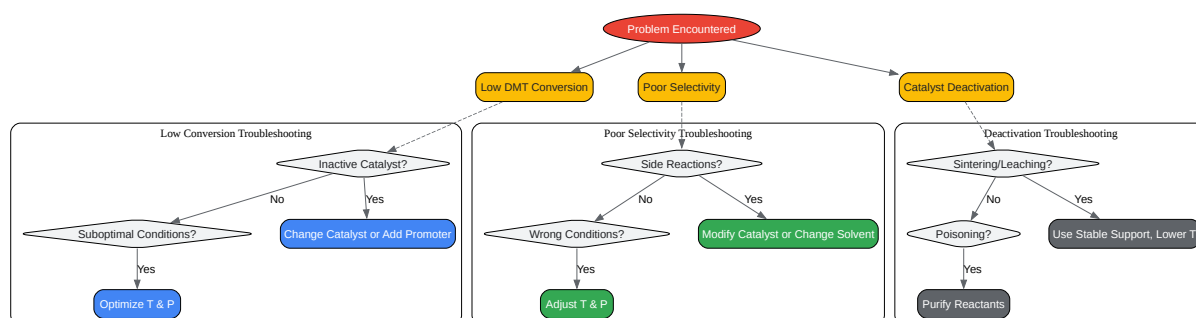 Problem Encountered
Low DMT Conversion
Poor Selectivity
Catalyst Deactivation
Low Conversion Troubleshooting
Poor Selectivity Troubleshooting
Deactivation Troubleshooting
Inactive Catalyst?
Side Reactions?
Sintering/Leaching?
No
Yes
No
Yes
No
Yes
Suboptimal Conditions?
Change Catalyst or Add Promoter
Wrong Conditions?
Modify Catalyst or Change Solvent
Poisoning?
Use Stable Support, Lower T
Yes
Yes
Yes
Optimize T & P
Adjust T & P
Purify Reactants